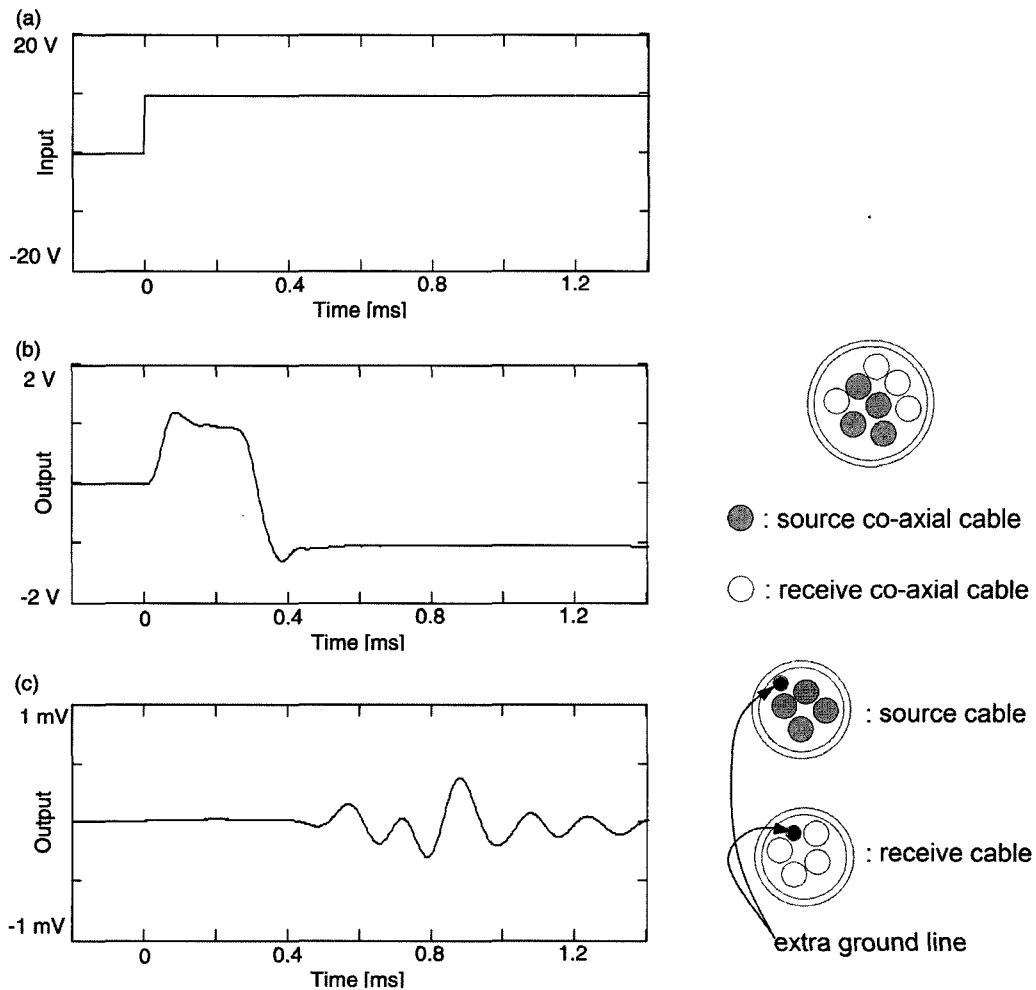 (a)
20 V
Input
-20 V
0 0.4 0.8 1.2
Time [ms]
(b)
2 V
Output
-2 V
0 0.4 0.8 1.2
Time [ms]
: source co-axial cable
: receive co-axial cable
(c)
1 mV
Output
-1 mV
0 0.4 0.8 1.2
Time [ms]
: source cable
: receive cable
extra ground line